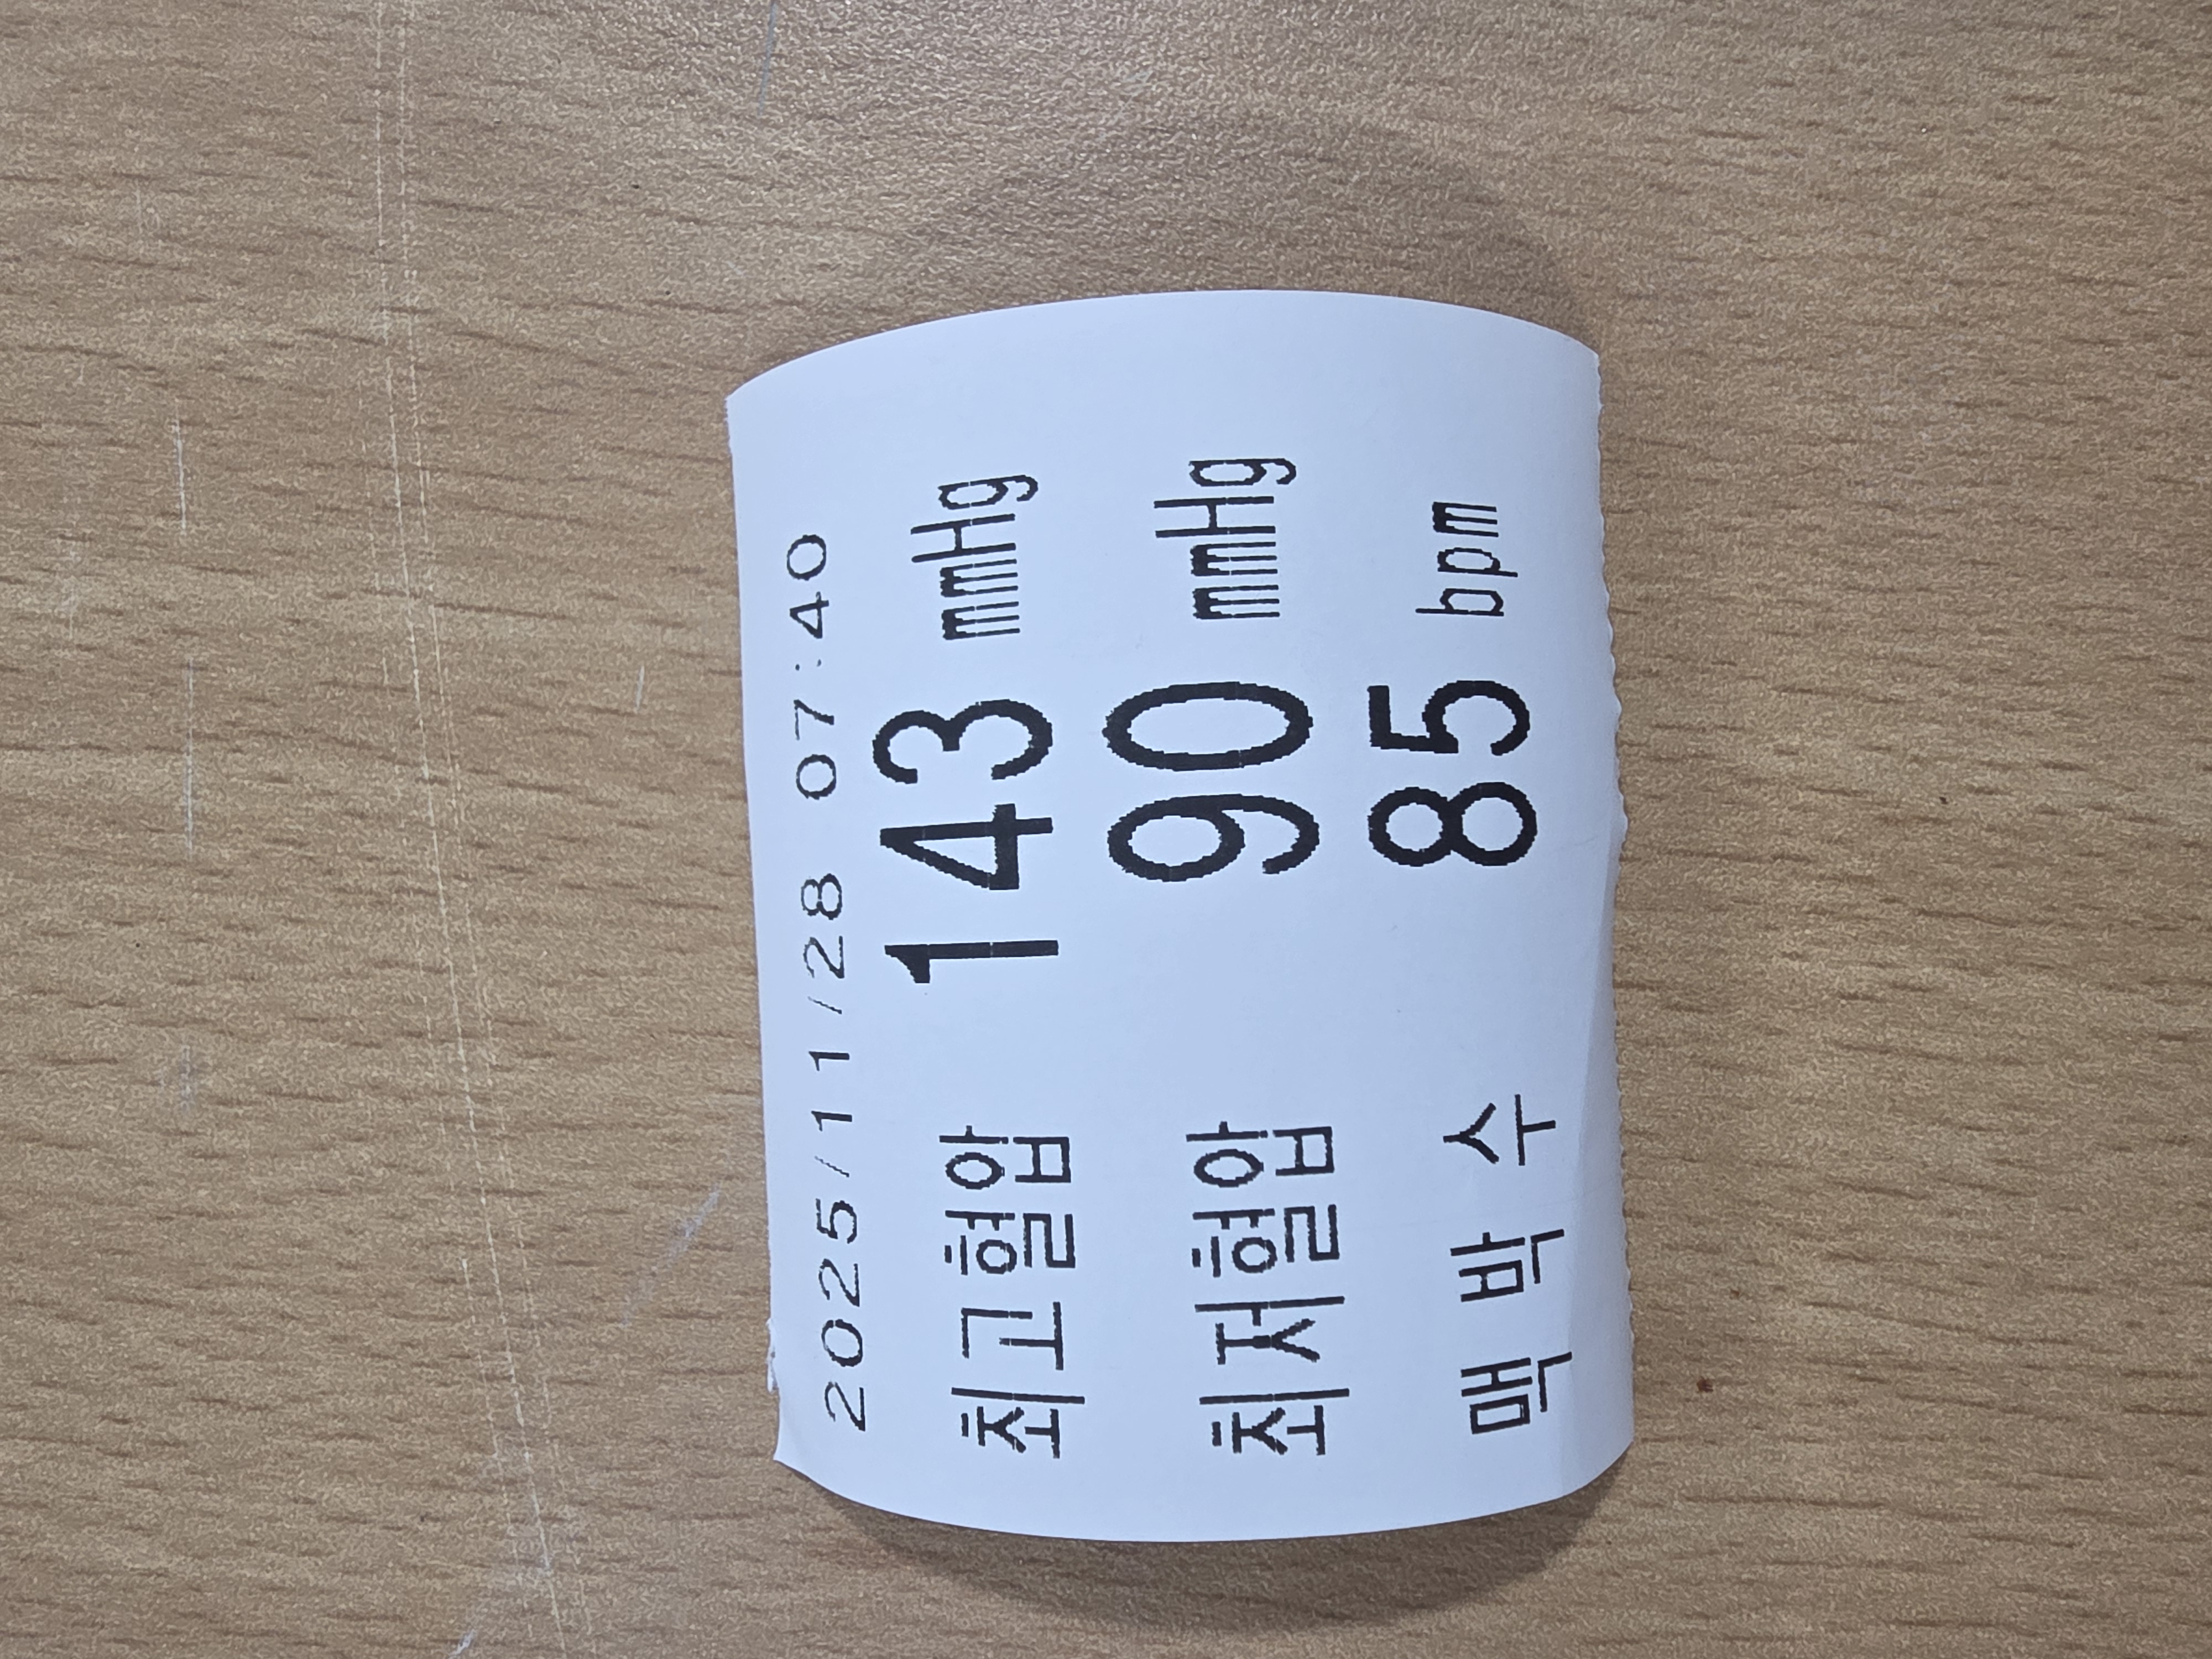 2025/11/28 07:40
최고혈압 143 mmHg
최저혈압 90 mmHg
맥 박 수 85 bpm